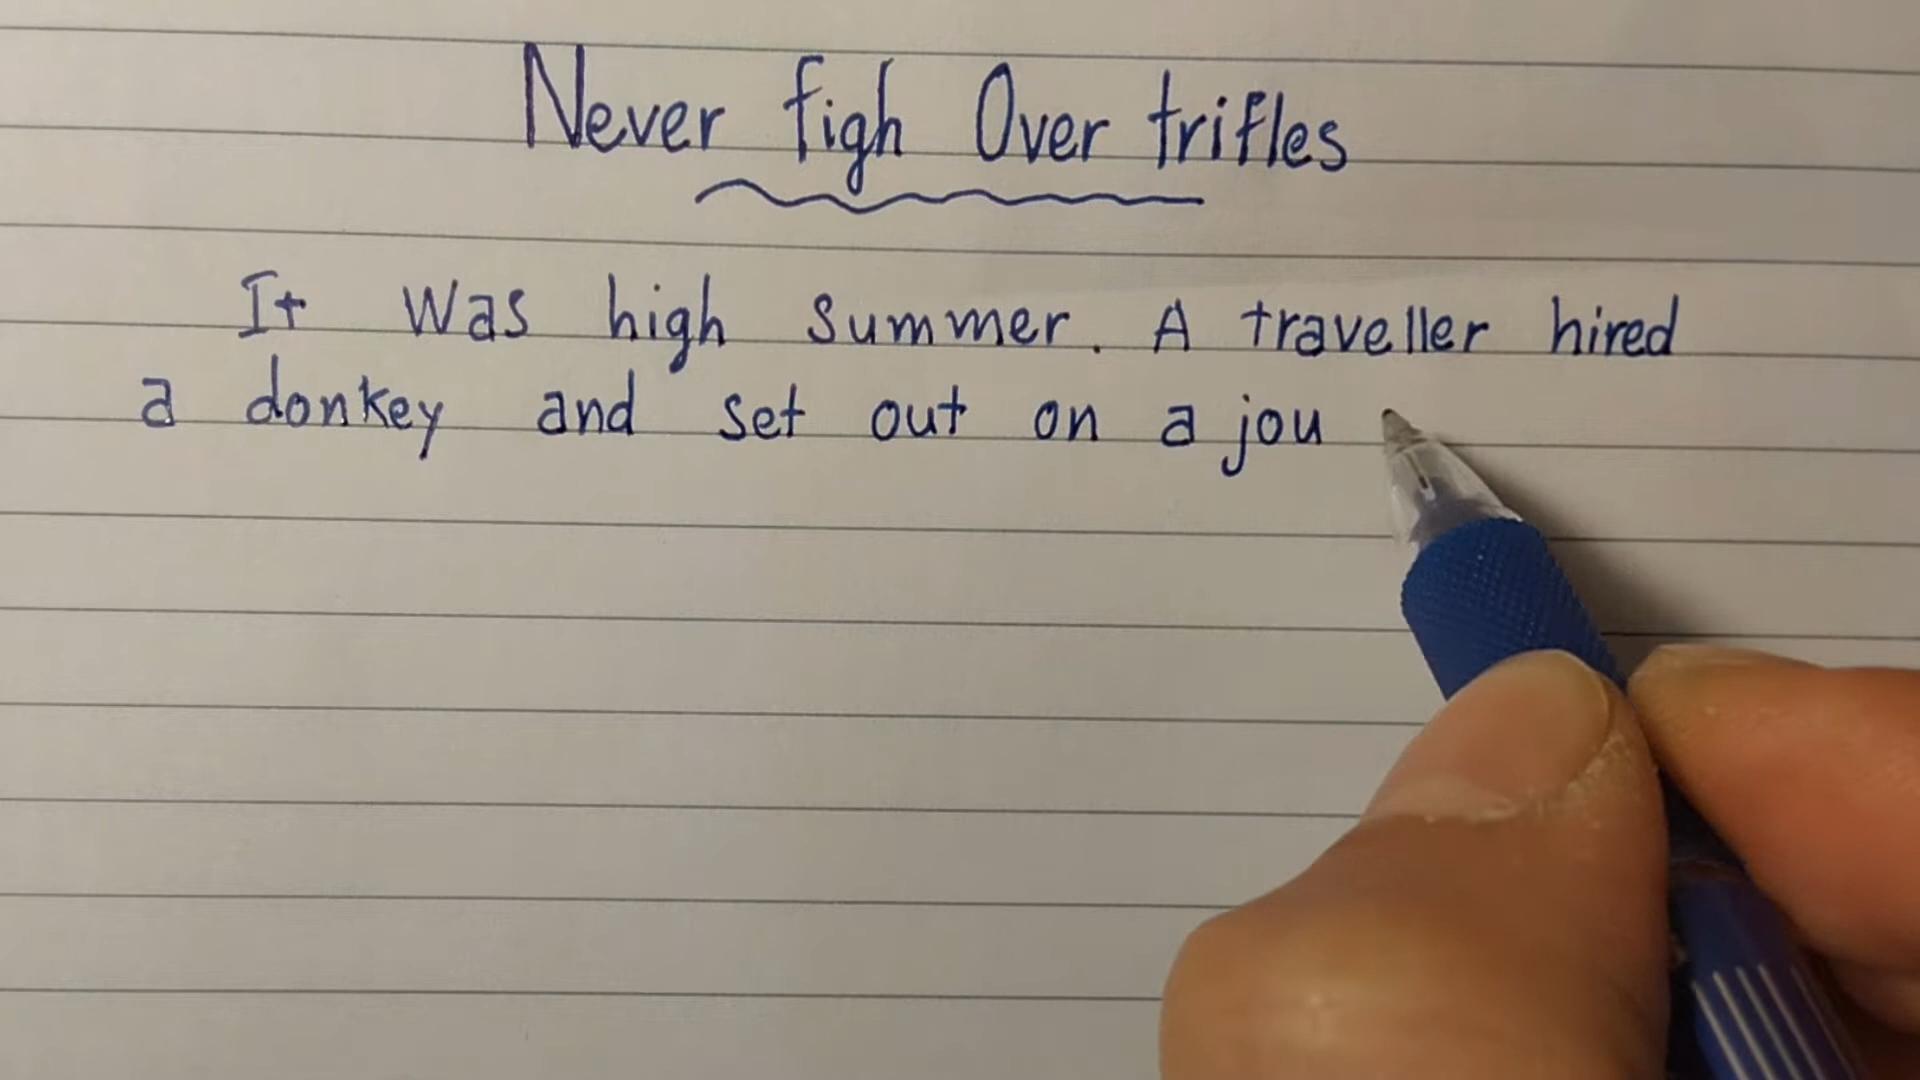 Never figh Over trifles
It was high summer. A traveller hired
a donkey and set out on a jou